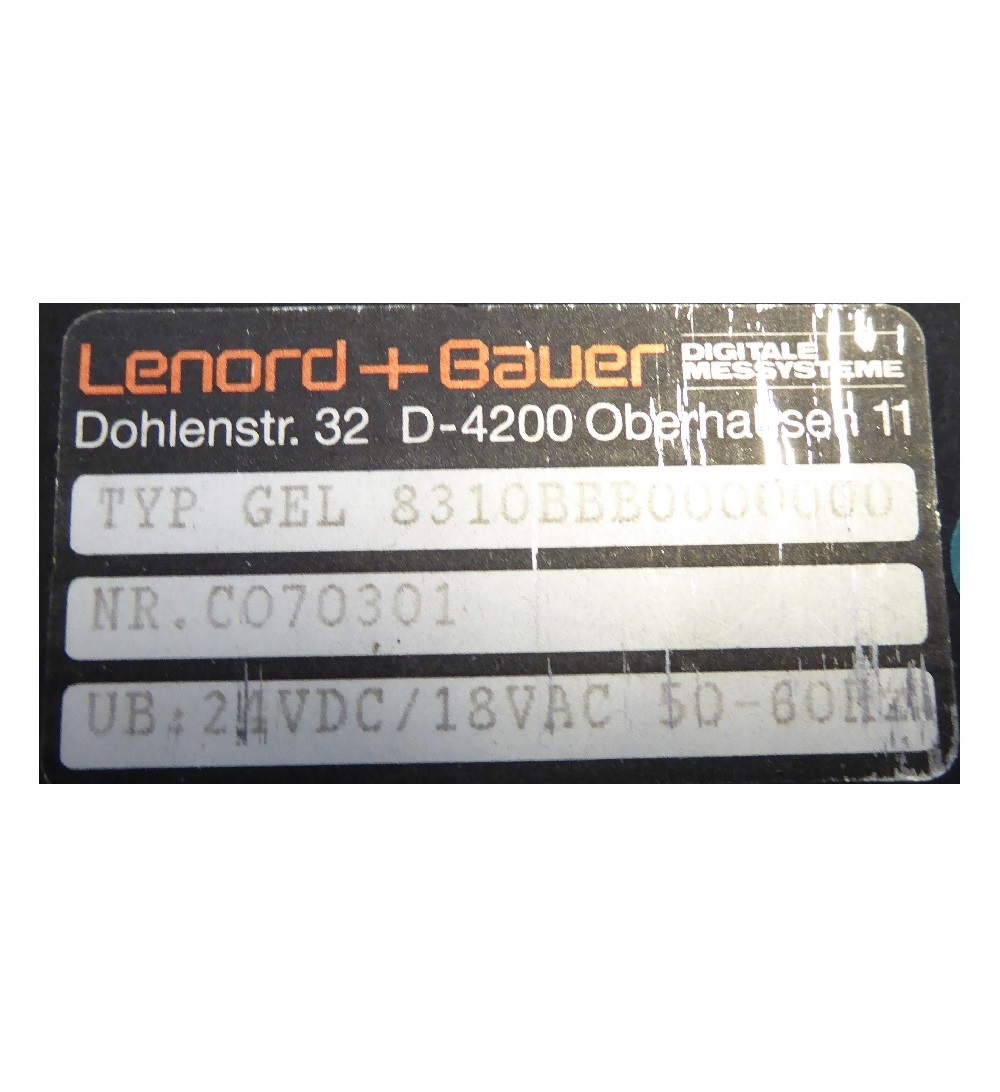 Lenord+Bauer DIGITALE
MESSYSTEME
Dohlenstr. 32 D-4200 Oberhausen 11
TYP GEL 8310BBB0000000
NR.C070301
UB:24VDC/18VAC 50-60HZ